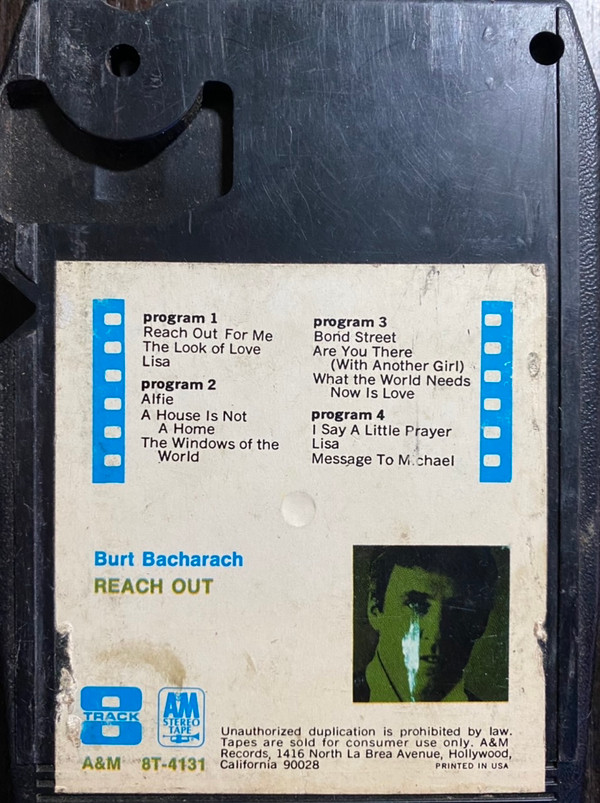 program 1
Reach Out For Me
The Look of Love
Lisa
program 2
Alfie
A House Is Not
A Home
The Windows of the
World
program 3
Bond Street
Are You There
(With Another Girl)
What the World Needs
Now Is Love
program 4
I Say A Little Prayer
Lisa
Message To Michael
Burt Bacharach
REACH OUT
8
TRACK
A&M 8T-4131
AM
STEREO
TAPE
Unauthorized duplication is prohibited by law.
Tapes are sold for consumer use only. A&M
Records, 1416 North La Brea Avenue, Hollywood,
California 90028
PRINTED IN USA